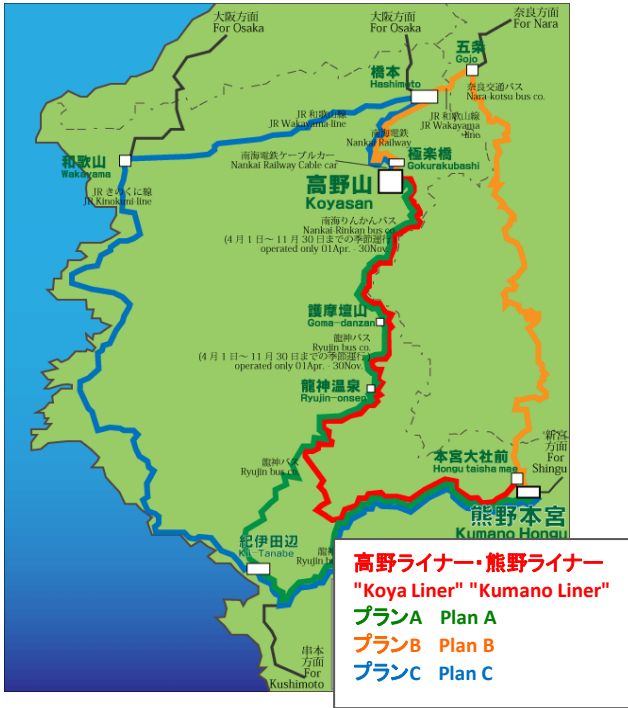 大阪方面
For Osaka
大阪方面
For Osaka
奈良方面
For Nara
五条
Gojo
橋本
Hashimoto
奈良交通バス
Nara-kotsu bus co.
JR 和歌山線
JR Wakayama-line
JR 和歌山線
JR Wakayama
-linn
南海電鉄
Nankai Railway
和歌山
Wakayama
南海電鉄ケーブルカー
Nankai Railway Cable car
極楽橋
Gokurakubashi
高野山
Koyasan
JR きのくに線
JR Kinokuni-line
南海りんかんバス
Nankai-Rinkan bus co.
(4 月 1 日～ 11 月 30 日までの季節運行)
operated only 01Apr. - 30Nov.
護摩壇山
Goma-danzan
龍神バス
Ryujin bus co.
(4 月 1 日～ 11 月 30 日までの季節運行)
operated only 01Apr. - 30Nov.
龍神温泉
Ryujin-onsen
龍神バス
Ryujin bus co.
本宮大社前
Hongu taisha mae
新宮
方面
For
Shingu
熊野本宮
Kumano Hongu
紀伊田辺
Kii-Tanabe
Ryujin b
串本
方面
For
Kushimoto
高野ライナー・熊野ライナー
"Koya Liner" "Kumano Liner"
プランA Plan A
プランB Plan B
プランC Plan C